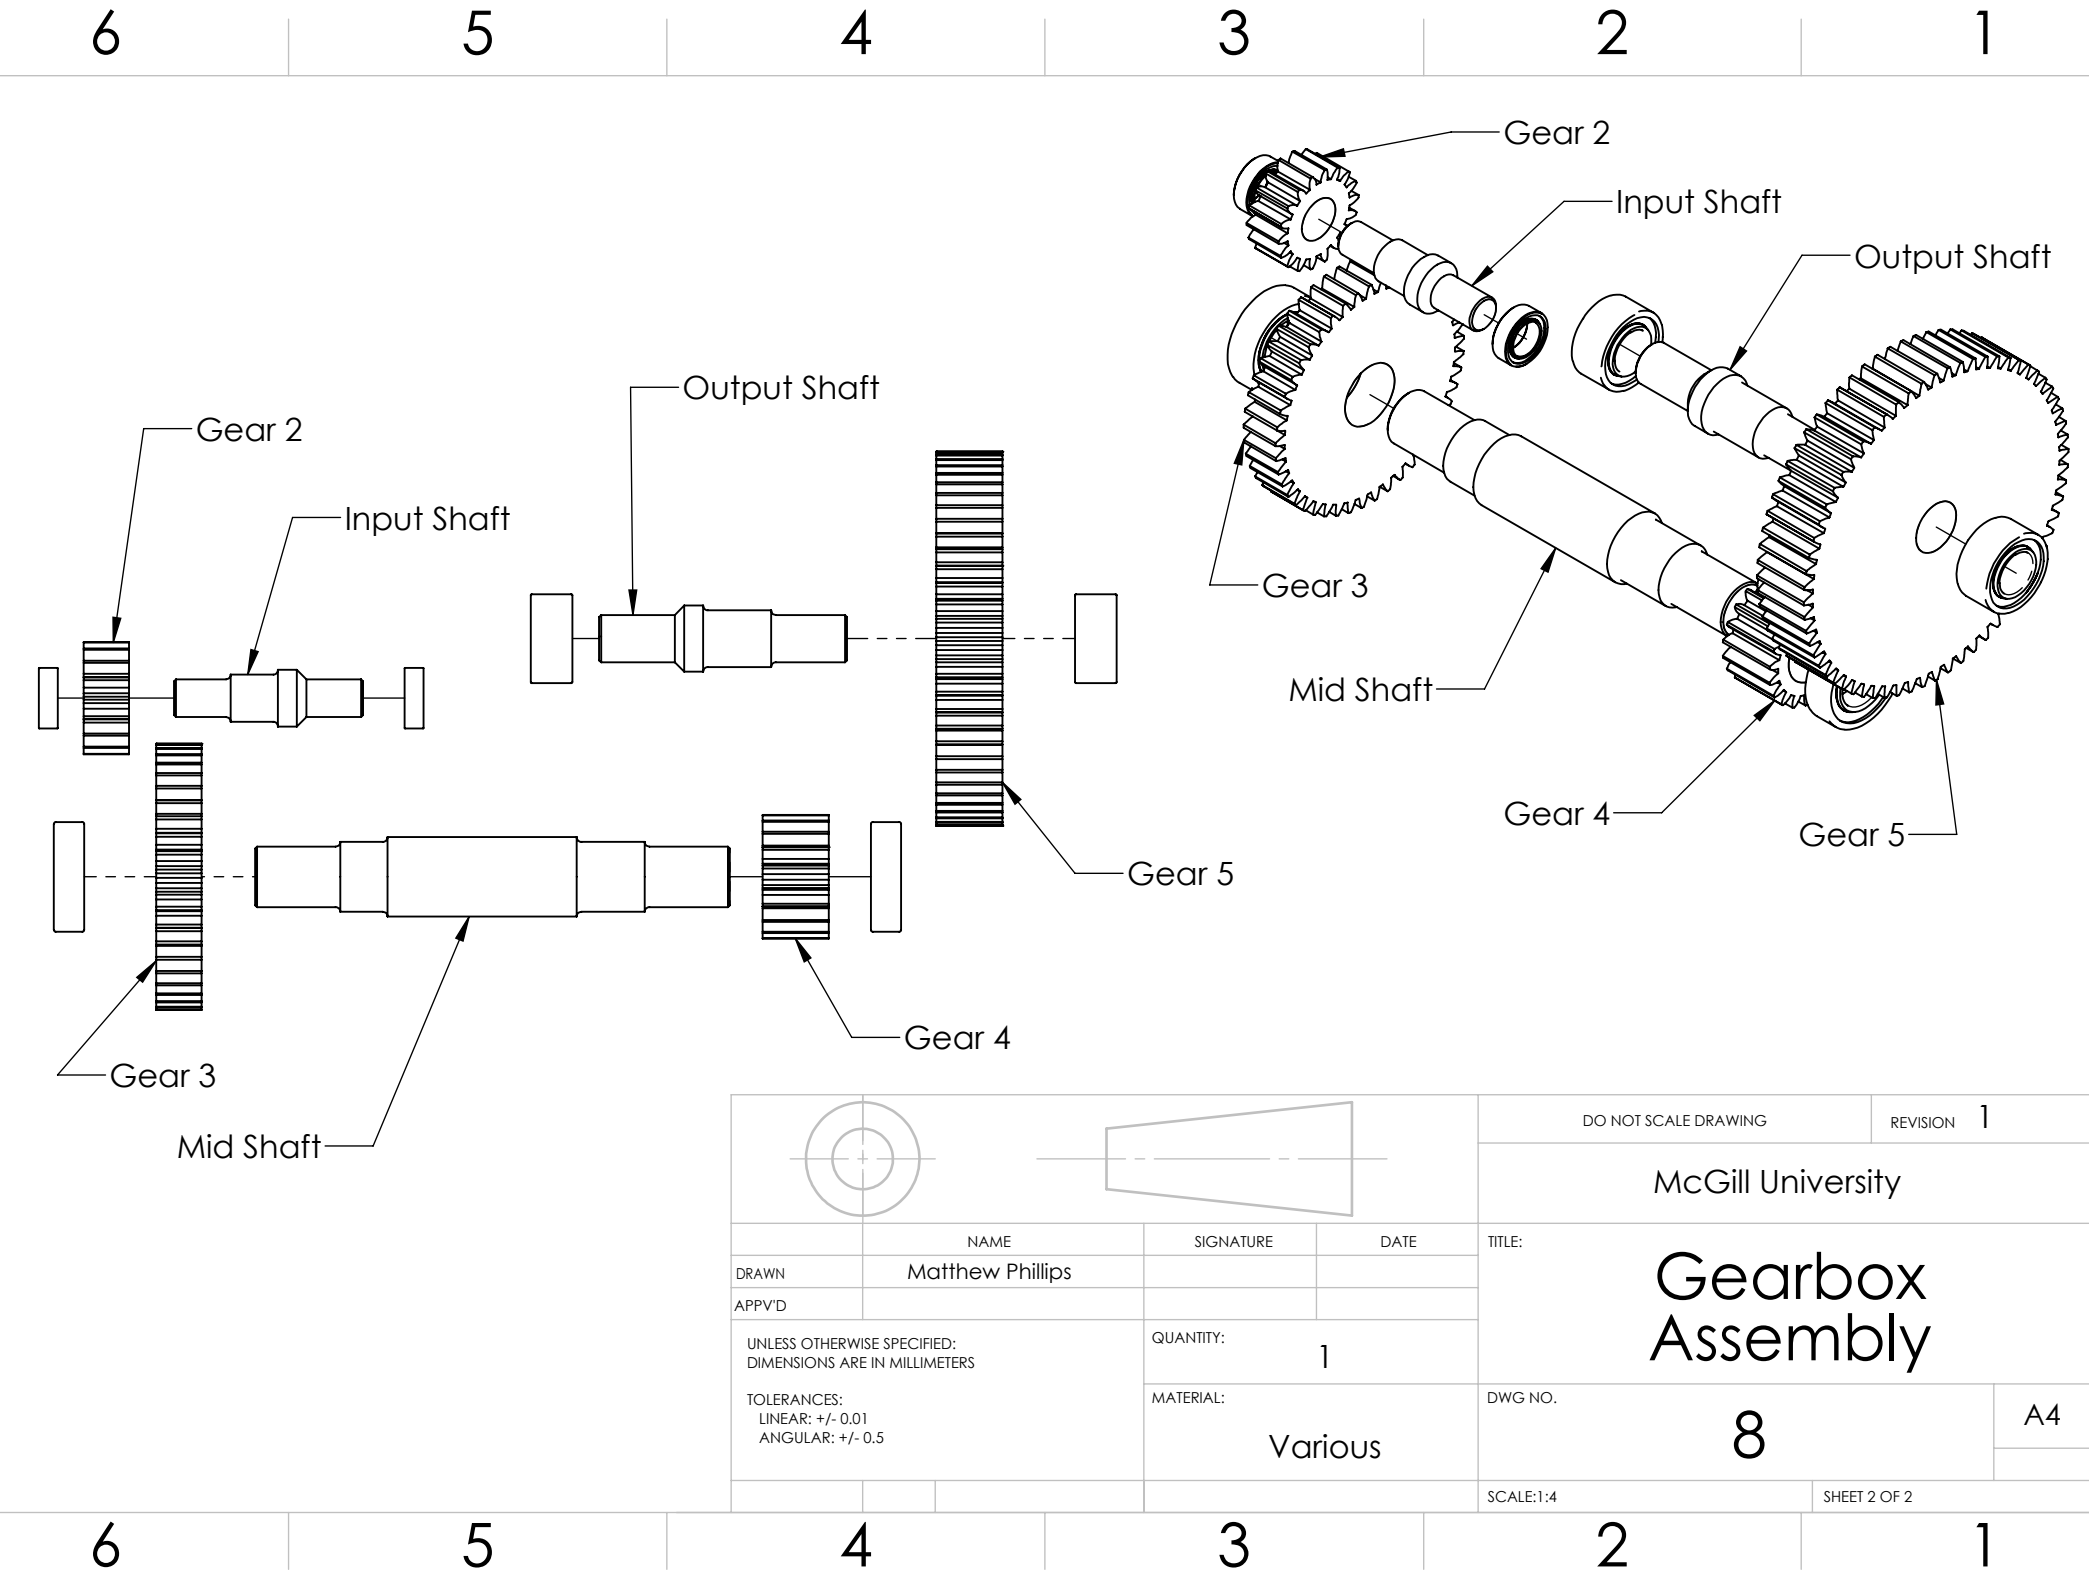 6 5 4 3 2 1
Gear 2
Input Shaft
Output Shaft
Gear 3
Mid Shaft
Gear 4
Gear 5
Output Shaft
Gear 2
Input Shaft
Gear 5
Gear 4
Gear 3
Mid Shaft
DO NOT SCALE DRAWING
REVISION 1
McGill University
NAME SIGNATURE DATE
DRAWN Matthew Phillips
APPV'D
TITLE:
Gearbox
Assembly
UNLESS OTHERWISE SPECIFIED:
DIMENSIONS ARE IN MILLIMETERS
TOLERANCES:
LINEAR: +/- 0.01
ANGULAR: +/- 0.5
QUANTITY:
1
MATERIAL:
Various
DWG NO.
8
A4
SCALE:1:4
SHEET 2 OF 2
6 5 4 3 2 1